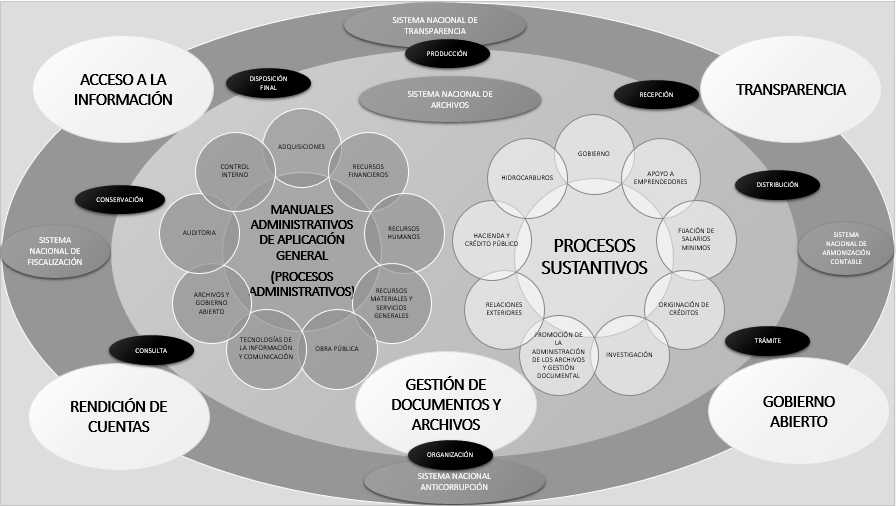 SISTEMA NACIONAL DE
TRANSPARENCIA
PRODUCCIÓN
ACCESO A LA
INFORMACIÓN
DISPOSICIÓN
FINAL
SISTEMA NACIONAL DE
ARCHIVOS
RECEPCIÓN
TRANSPARENCIA
CONSERVACIÓN
DISTRIBUCIÓN
SISTEMA
NACIONAL DE
FISCALIZACIÓN
SISTEMA
NACIONAL DE
ARMONIZACIÓN
CONTABLE
ADQUISICIONES
RECURSOS
FINANCIEROS
RECURSOS
HUMANOS
RECURSOS
MATERIALES Y
SERVICIOS
GENERALES
OBRA PÚBLICA
TECNOLOGÍAS DE
LA INFORMACIÓN
Y COMUNICACIÓN
ARCHIVOS Y
GOBIERNO
ABIERTO
AUDITORIA
CONTROL
INTERNO
MANUALES
ADMINISTRATIVOS
DE APLICACIÓN
GENERAL
(PROCESOS
ADMINISTRATIVOS)
GOBIERNO
APOYO A
EMPRENDEDORES
FIJACIÓN DE
SALARIOS
MINIMOS
ORIGINACIÓN DE
CRÉDITOS
INVESTIGACIÓN
PROMOCIÓN DE
LA
ADMINISTRACIÓN
DE LOS ARCHIVOS
Y GESTIÓN
DOCUMENTAL
RELACIONES
EXTERIORES
HACIENDA Y
CRÉDITO PÚBLICO
HIDROCARBUROS
PROCESOS
SUSTANTIVOS
CONSULTA
TRÁMITE
RENDICIÓN DE
CUENTAS
GESTIÓN DE
DOCUMENTOS Y
ARCHIVOS
GOBIERNO
ABIERTO
ORGANIZACIÓN
SISTEMA NACIONAL
ANTICORRUPCIÓN